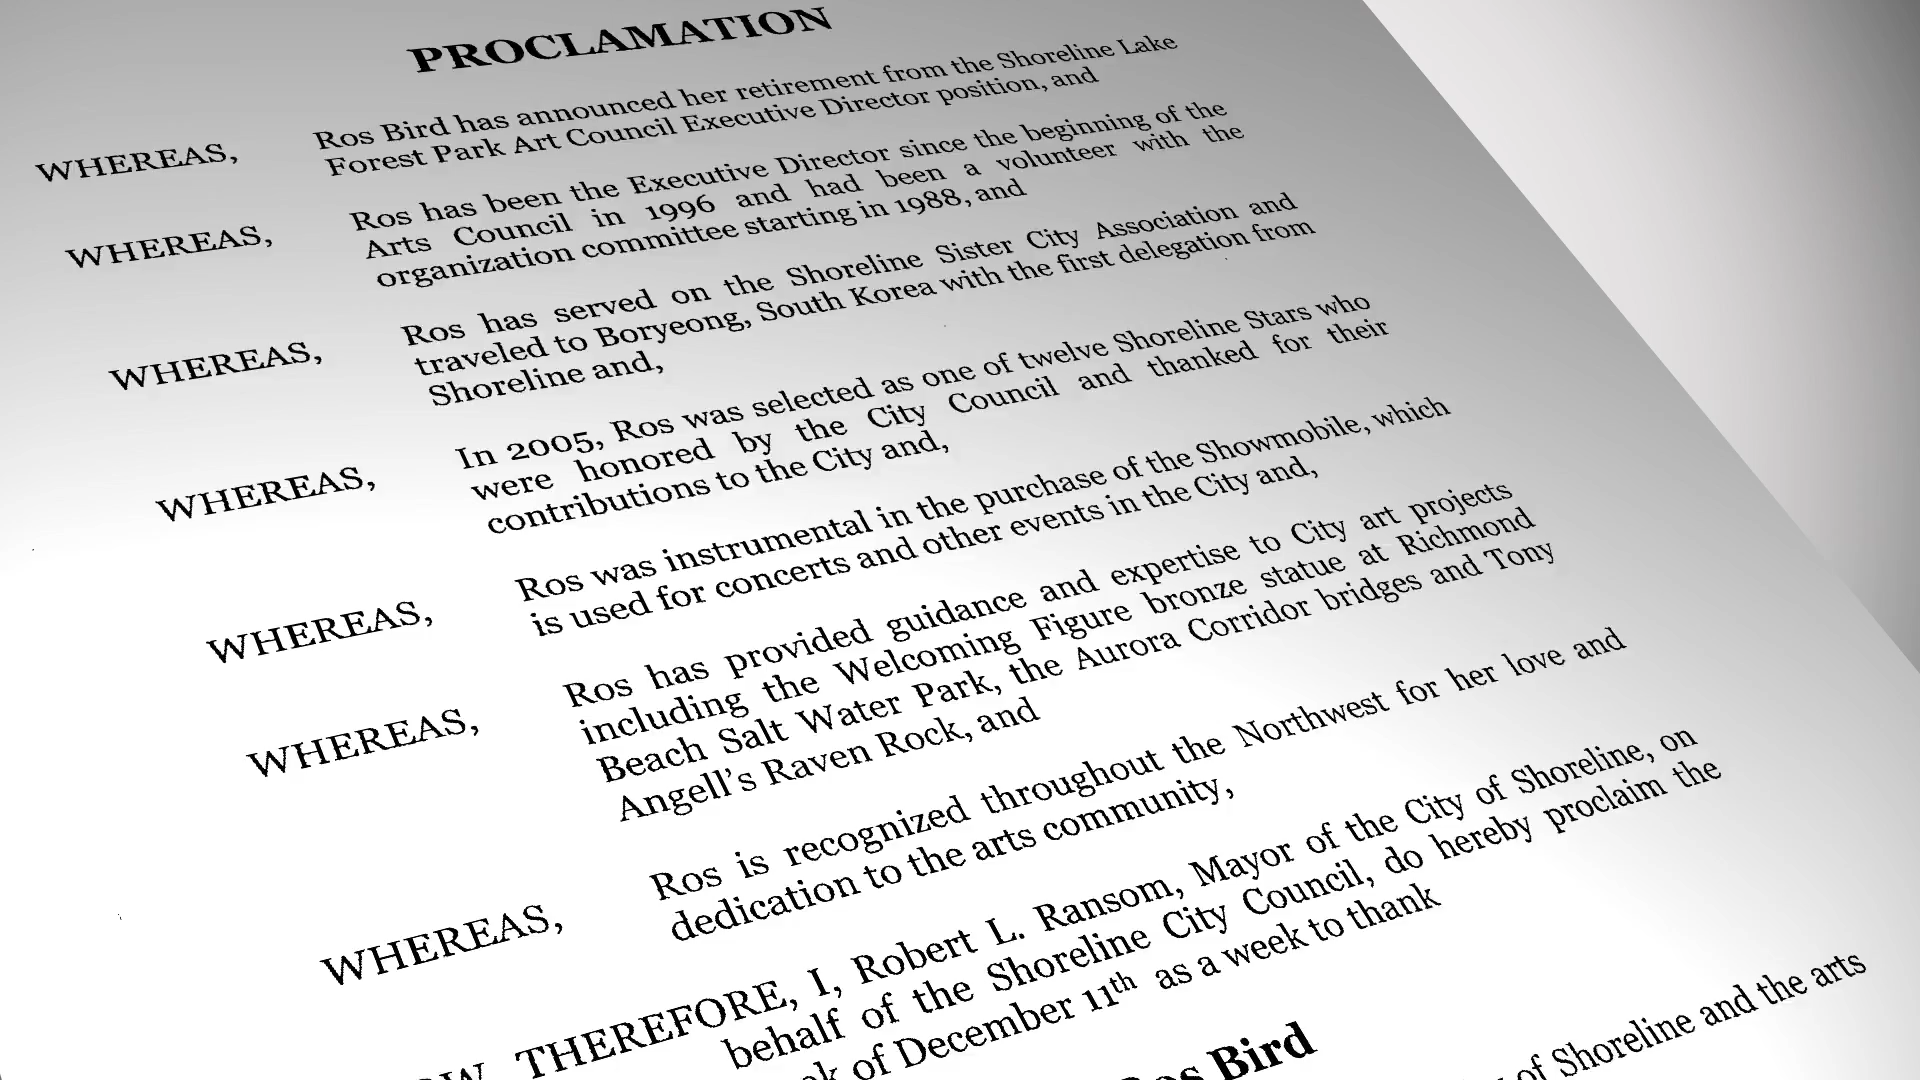 PROCLAMATION
WHEREAS, Ros Bird has announced her retirement from the Shoreline Lake
Forest Park Art Council Executive Director position, and
WHEREAS, Ros has been the Executive Director since the beginning of the
Arts Council in 1996 and had been a volunteer with the
organization committee starting in 1988, and
WHEREAS, Ros has served on the Shoreline Sister City Association and
traveled to Boryeong, South Korea with the first delegation from
Shoreline and,
WHEREAS, In 2005, Ros was selected as one of twelve Shoreline Stars who
were honored by the City Council and thanked for their
contributions to the City and,
WHEREAS, Ros was instrumental in the purchase of the Showmobile, which
is used for concerts and other events in the City and,
WHEREAS, Ros has provided guidance and expertise to City art projects
including the Welcoming Figure bronze statue at Richmond
Beach Salt Water Park, the Aurora Corridor bridges and Tony
Angell's Raven Rock, and
WHEREAS, Ros is recognized throughout the Northwest for her love and
dedication to the arts community,
THEREFORE, I, Robert L. Ransom, Mayor of the City of Shoreline, on
behalf of the Shoreline City Council, do hereby proclaim the
of December 11th as a week to thank
Bird
of Shoreline and the arts